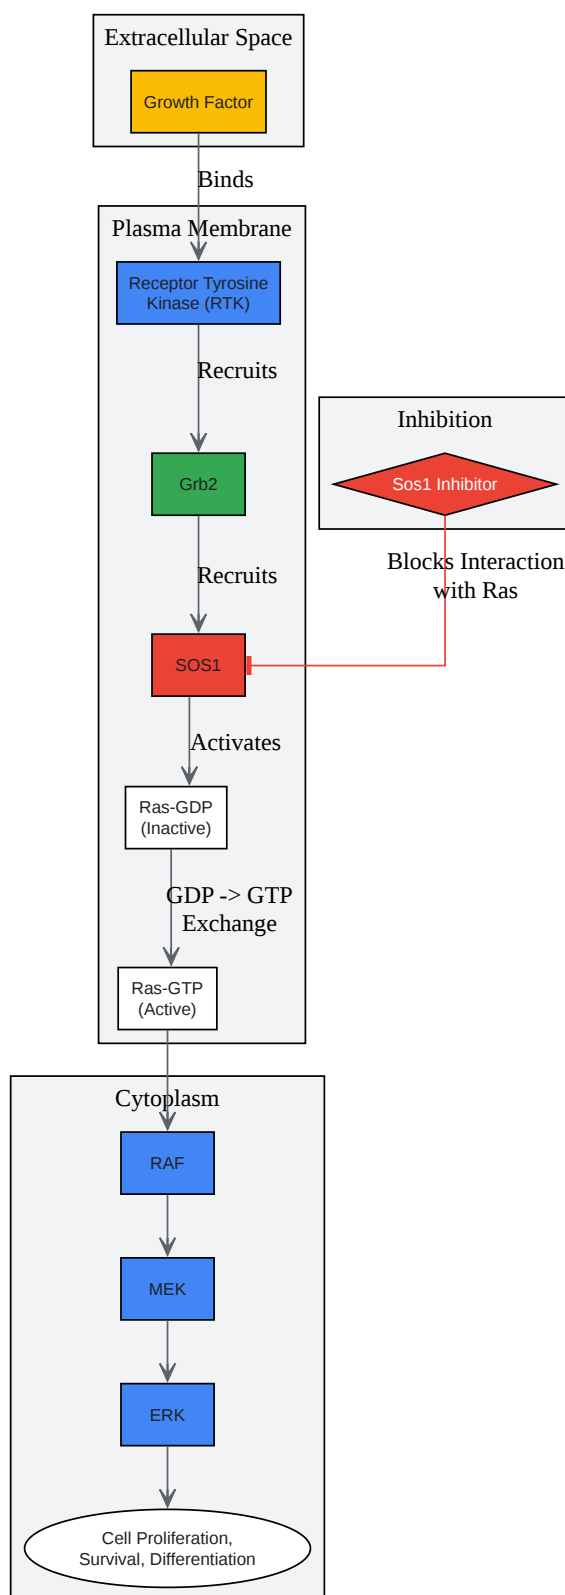 Extracellular Space
Growth Factor
Binds
Plasma Membrane
Receptor Tyrosine
Kinase (RTK)
Recruits
Inhibition
Grb2
Sos1 Inhibitor
Blocks Interaction
with Ras
Recruits
SOS1
Activates
Ras-GDP
(Inactive)
GDP -> GTP
Exchange
Ras-GTP
(Active)
Cytoplasm
RAF
MEK
ERK
Cell Proliferation,
Survival, Differentiation